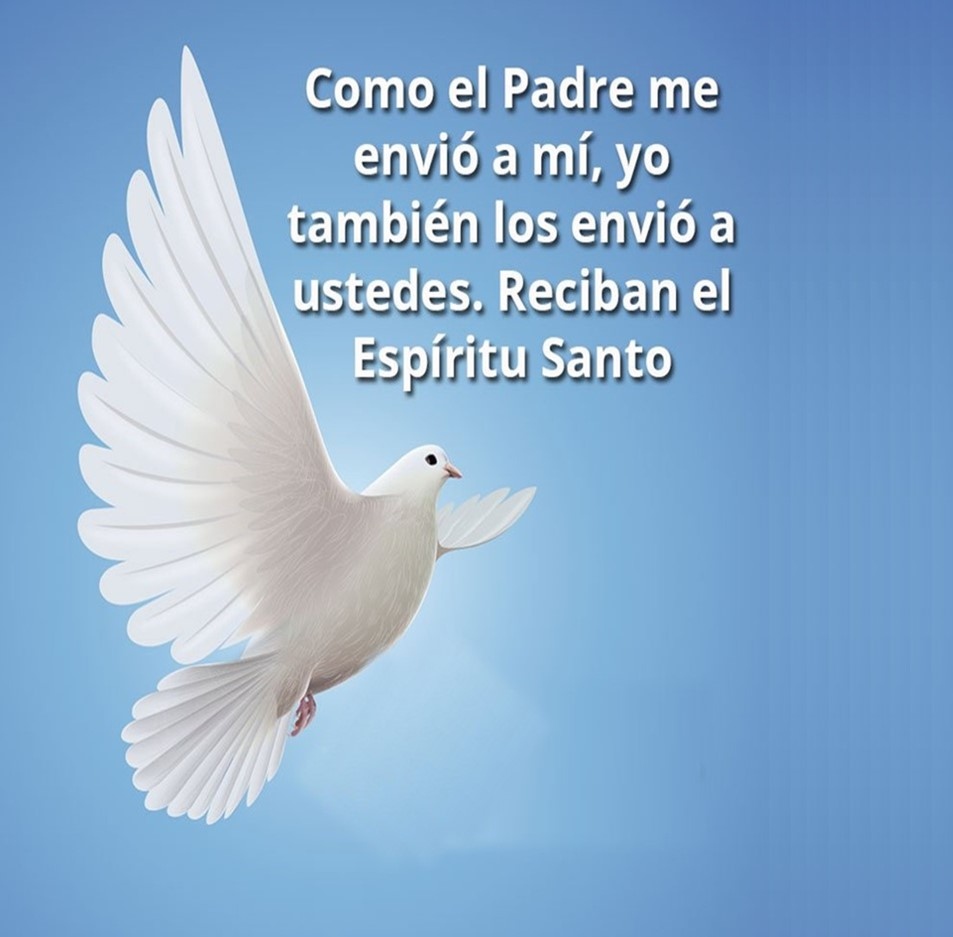 Como el Padre me
envió a mí, yo
también los envió a
ustedes. Reciban el
Espíritu Santo